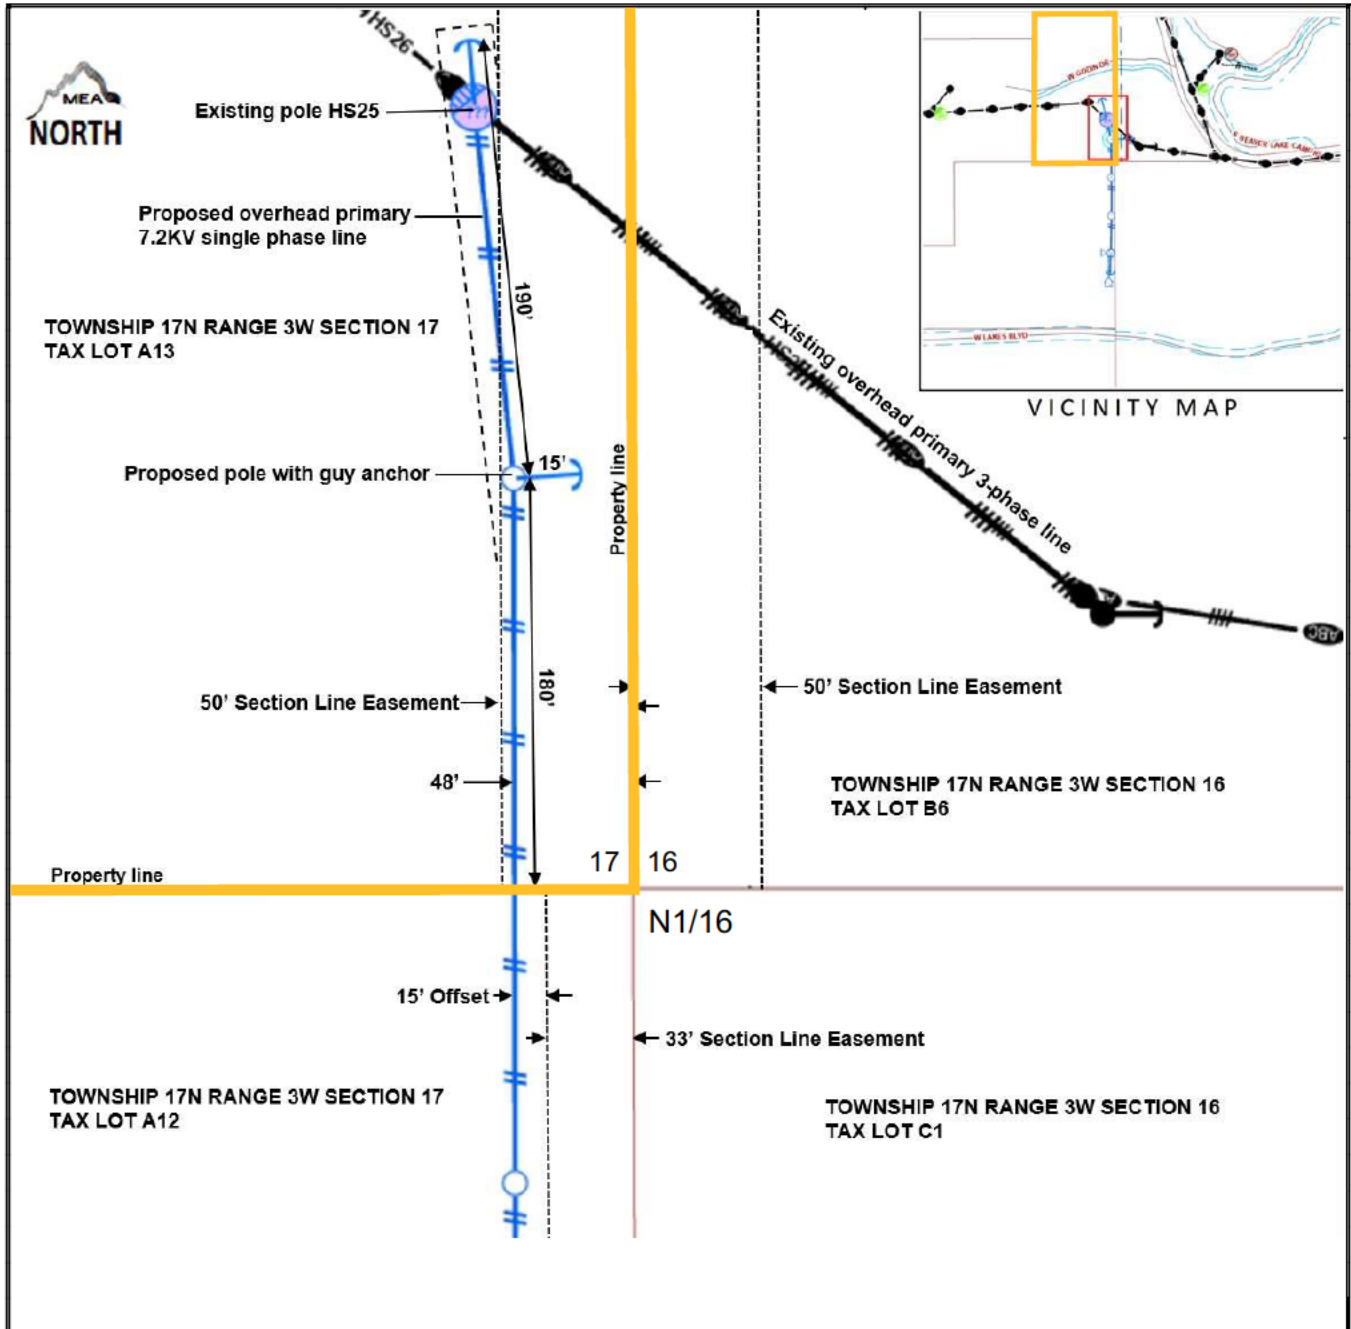 HS26
MEA
NORTH
Existing pole HS25
Proposed overhead primary
7.2KV single phase line
190'
TOWNSHIP 17N RANGE 3W SECTION 17
TAX LOT A13
Existing overhead primary 3-phase line
W LAKES BLVD
VICINITY MAP
Proposed pole with guy anchor
15'
Property line
ABC
180'
50' Section Line Easement
50' Section Line Easement
48'
TOWNSHIP 17N RANGE 3W SECTION 16
TAX LOT B6
17
16
Property line
N1/16
15' Offset
33' Section Line Easement
TOWNSHIP 17N RANGE 3W SECTION 17
TAX LOT A12
TOWNSHIP 17N RANGE 3W SECTION 16
TAX LOT C1